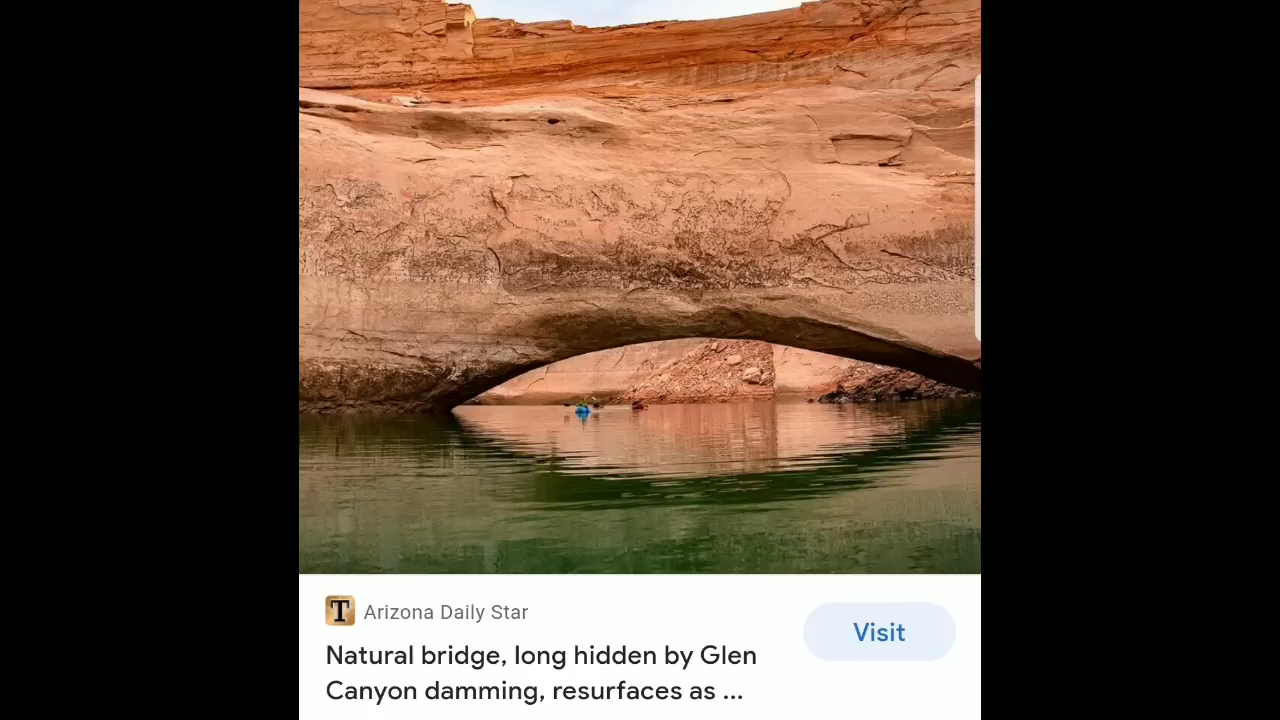 T
Arizona Daily Star
Visit
Natural bridge, long hidden by Glen
Canyon damming, resurfaces as ...